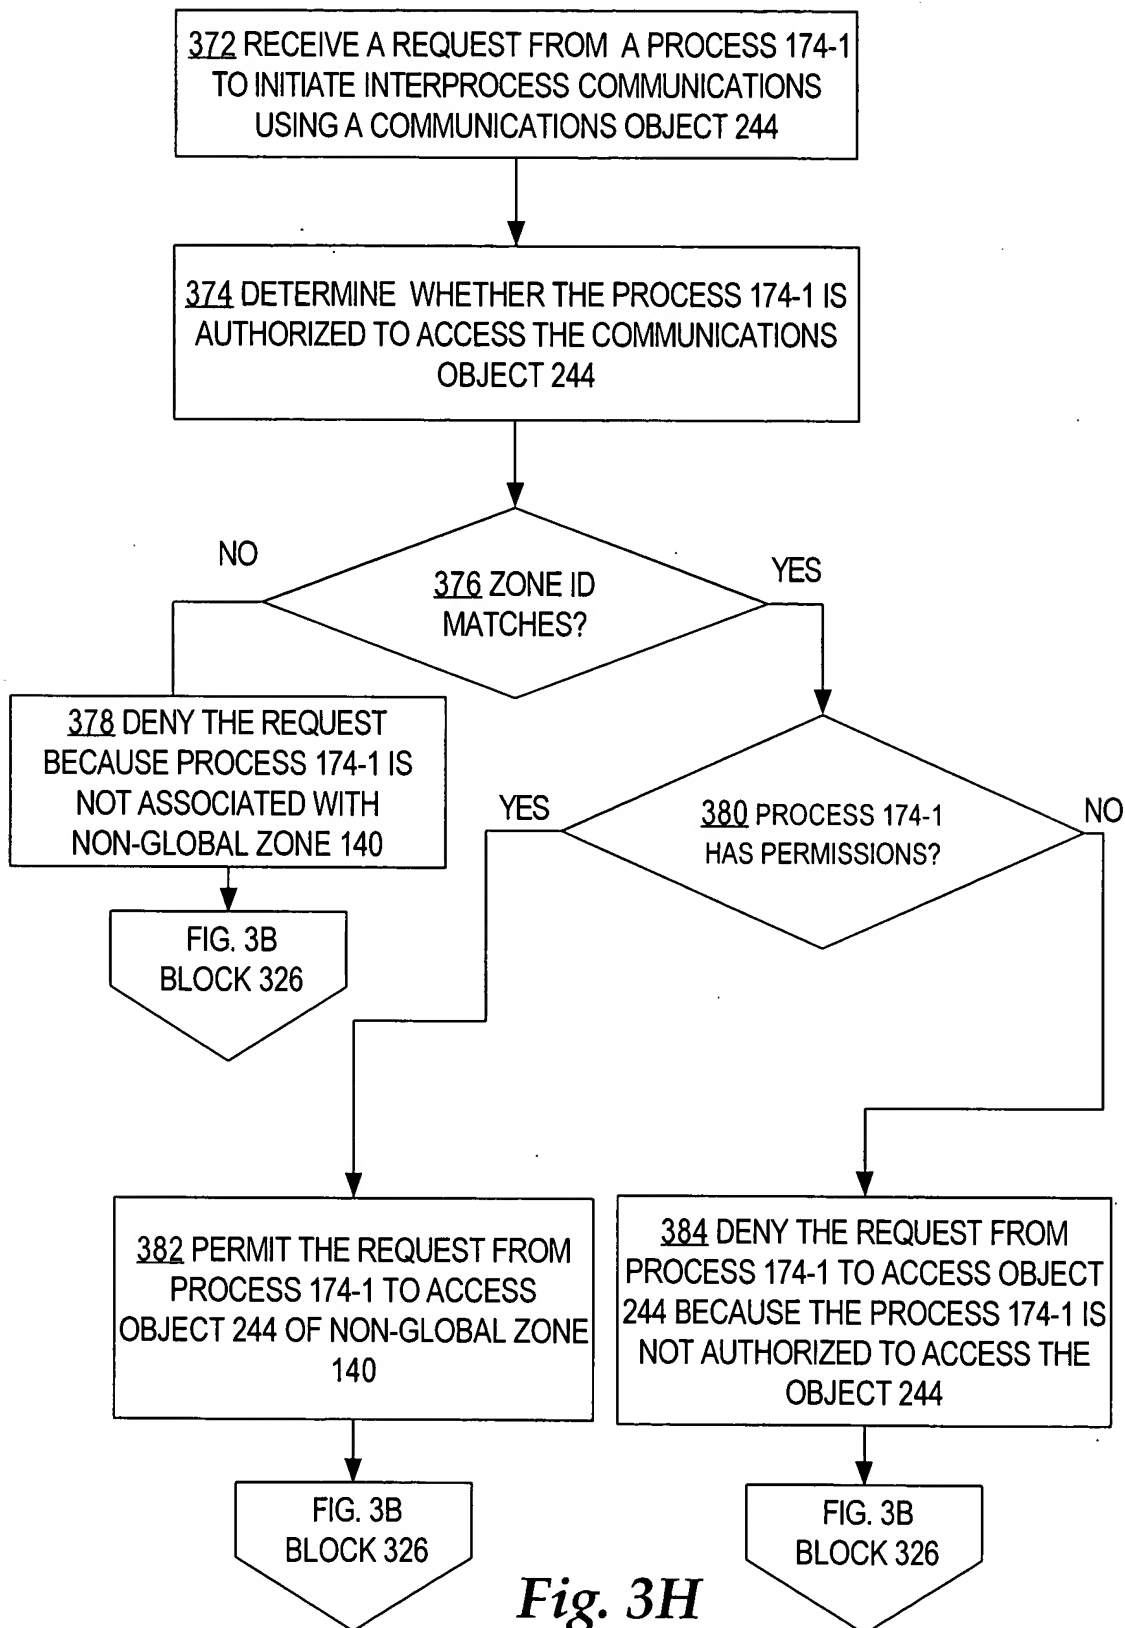 372 RECEIVE A REQUEST FROM A PROCESS 174-1
TO INITIATE INTERPROCESS COMMUNICATIONS
USING A COMMUNICATIONS OBJECT 244
374 DETERMINE WHETHER THE PROCESS 174-1 IS
AUTHORIZED TO ACCESS THE COMMUNICATIONS
OBJECT 244
NO
YES
376 ZONE ID
MATCHES?
378 DENY THE REQUEST
BECAUSE PROCESS 174-1 IS
NOT ASSOCIATED WITH
NON-GLOBAL ZONE 140
YES
NO
380 PROCESS 174-1
HAS PERMISSIONS?
FIG. 3B
BLOCK 326
382 PERMIT THE REQUEST FROM
PROCESS 174-1 TO ACCESS
OBJECT 244 OF NON-GLOBAL ZONE
140
384 DENY THE REQUEST FROM
PROCESS 174-1 TO ACCESS OBJECT
244 BECAUSE THE PROCESS 174-1 IS
NOT AUTHORIZED TO ACCESS THE
OBJECT 244
FIG. 3B
BLOCK 326
FIG. 3B
BLOCK 326
Fig. 3H